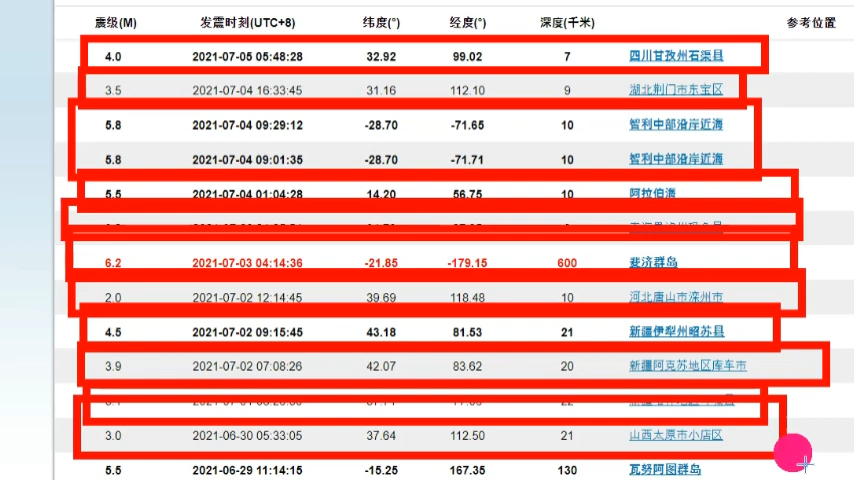 震级(M) 发震时刻(UTC+8) 纬度(°) 经度(°) 深度(千米) 参考位置
4.0 2021-07-05 05:48:28 32.92 99.02 7 四川甘孜州石渠县
3.5 2021-07-04 16:33:45 31.16 112.10 9 湖北荆门市东宝区
5.8 2021-07-04 09:29:12 -28.70 -71.65 10 智利中部沿岸近海
5.8 2021-07-04 09:01:35 -28.70 -71.71 10 智利中部沿岸近海
5.5 2021-07-04 01:04:28 14.20 56.75 10 阿拉伯海
6.2 2021-07-03 04:14:36 -21.85 -179.15 600 斐济群岛
2.0 2021-07-02 12:14:45 39.69 118.48 10 河北唐山市滦州市
4.5 2021-07-02 09:15:45 43.18 81.53 21 新疆伊犁州昭苏县
3.9 2021-07-02 07:08:26 42.07 83.62 20 新疆阿克苏地区库车市
3.0 2021-06-30 05:33:05 37.64 112.50 21 山西太原市小店区
5.5 2021-06-29 11:14:15 -15.25 167.35 130 瓦努阿图群岛